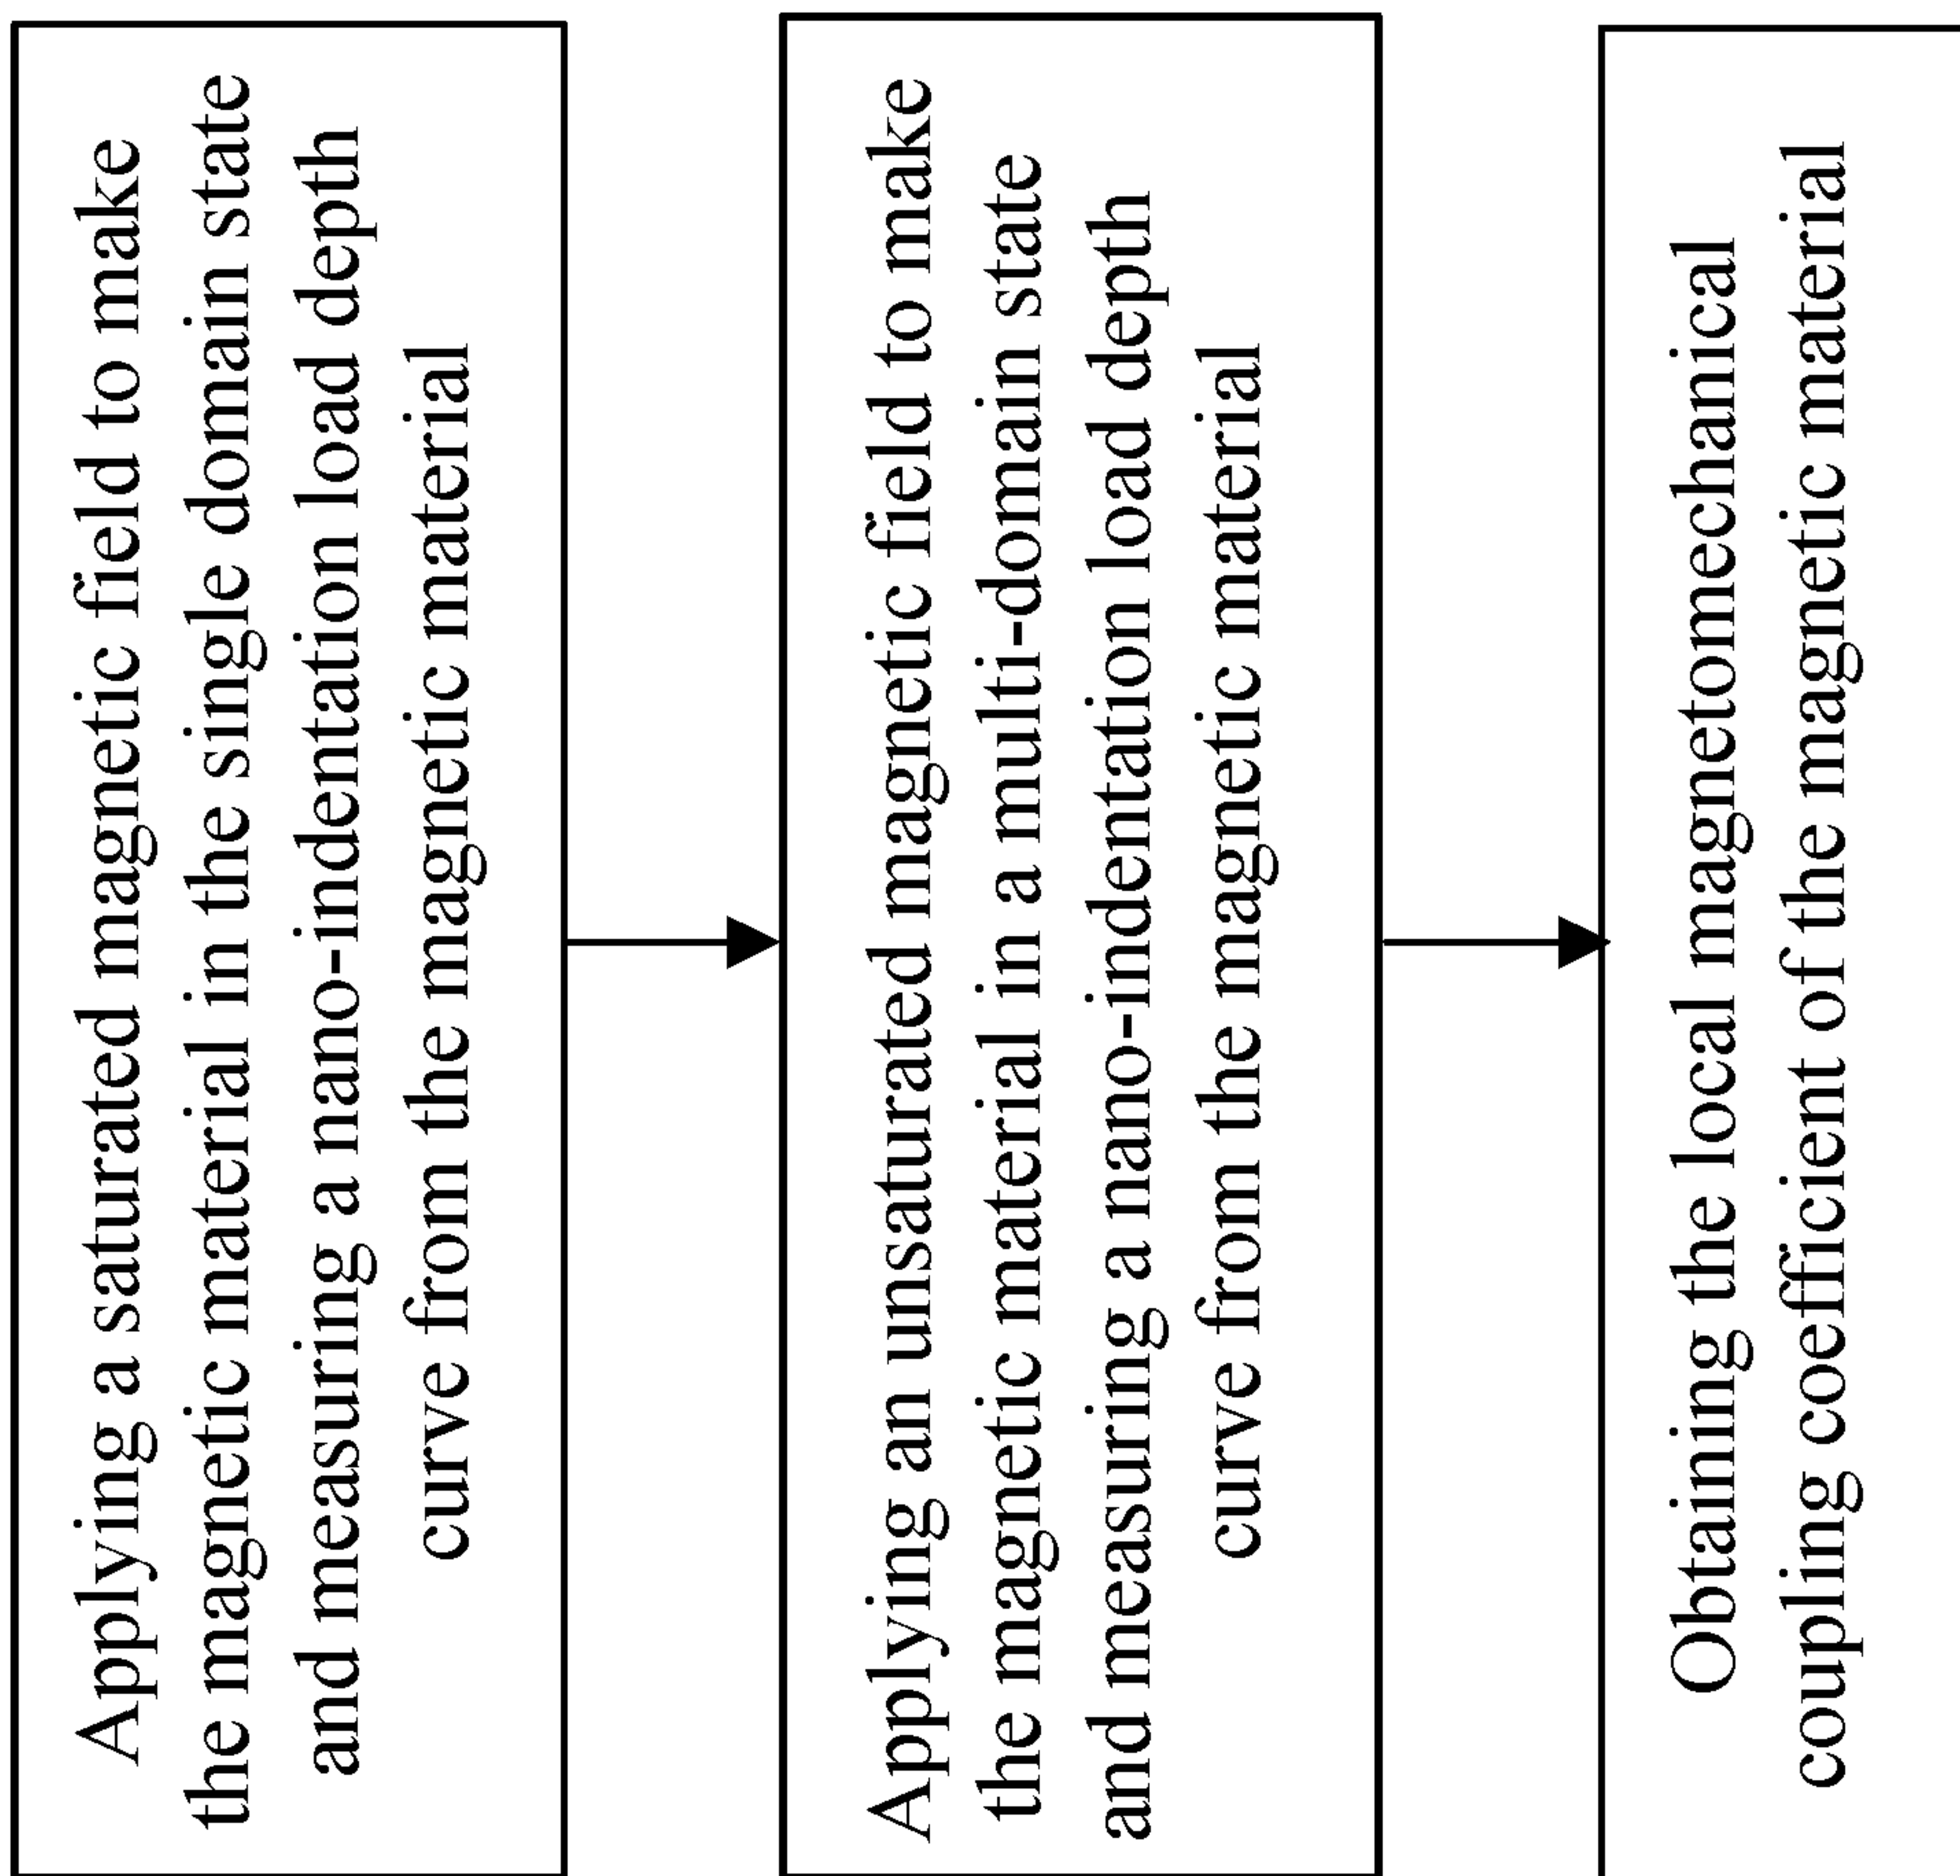 Applying a saturated magnetic field to make
the magnetic material in the single domain state
and measuring a nano-indentation load depth
curve from the magnetic material
Applying an unsaturated magnetic field to make
the magnetic material in a multi-domain state
and measuring a nano-indentation load depth
curve from the magnetic material
Obtaining the local magnetomechanical
coupling coefficient of the magnetic material